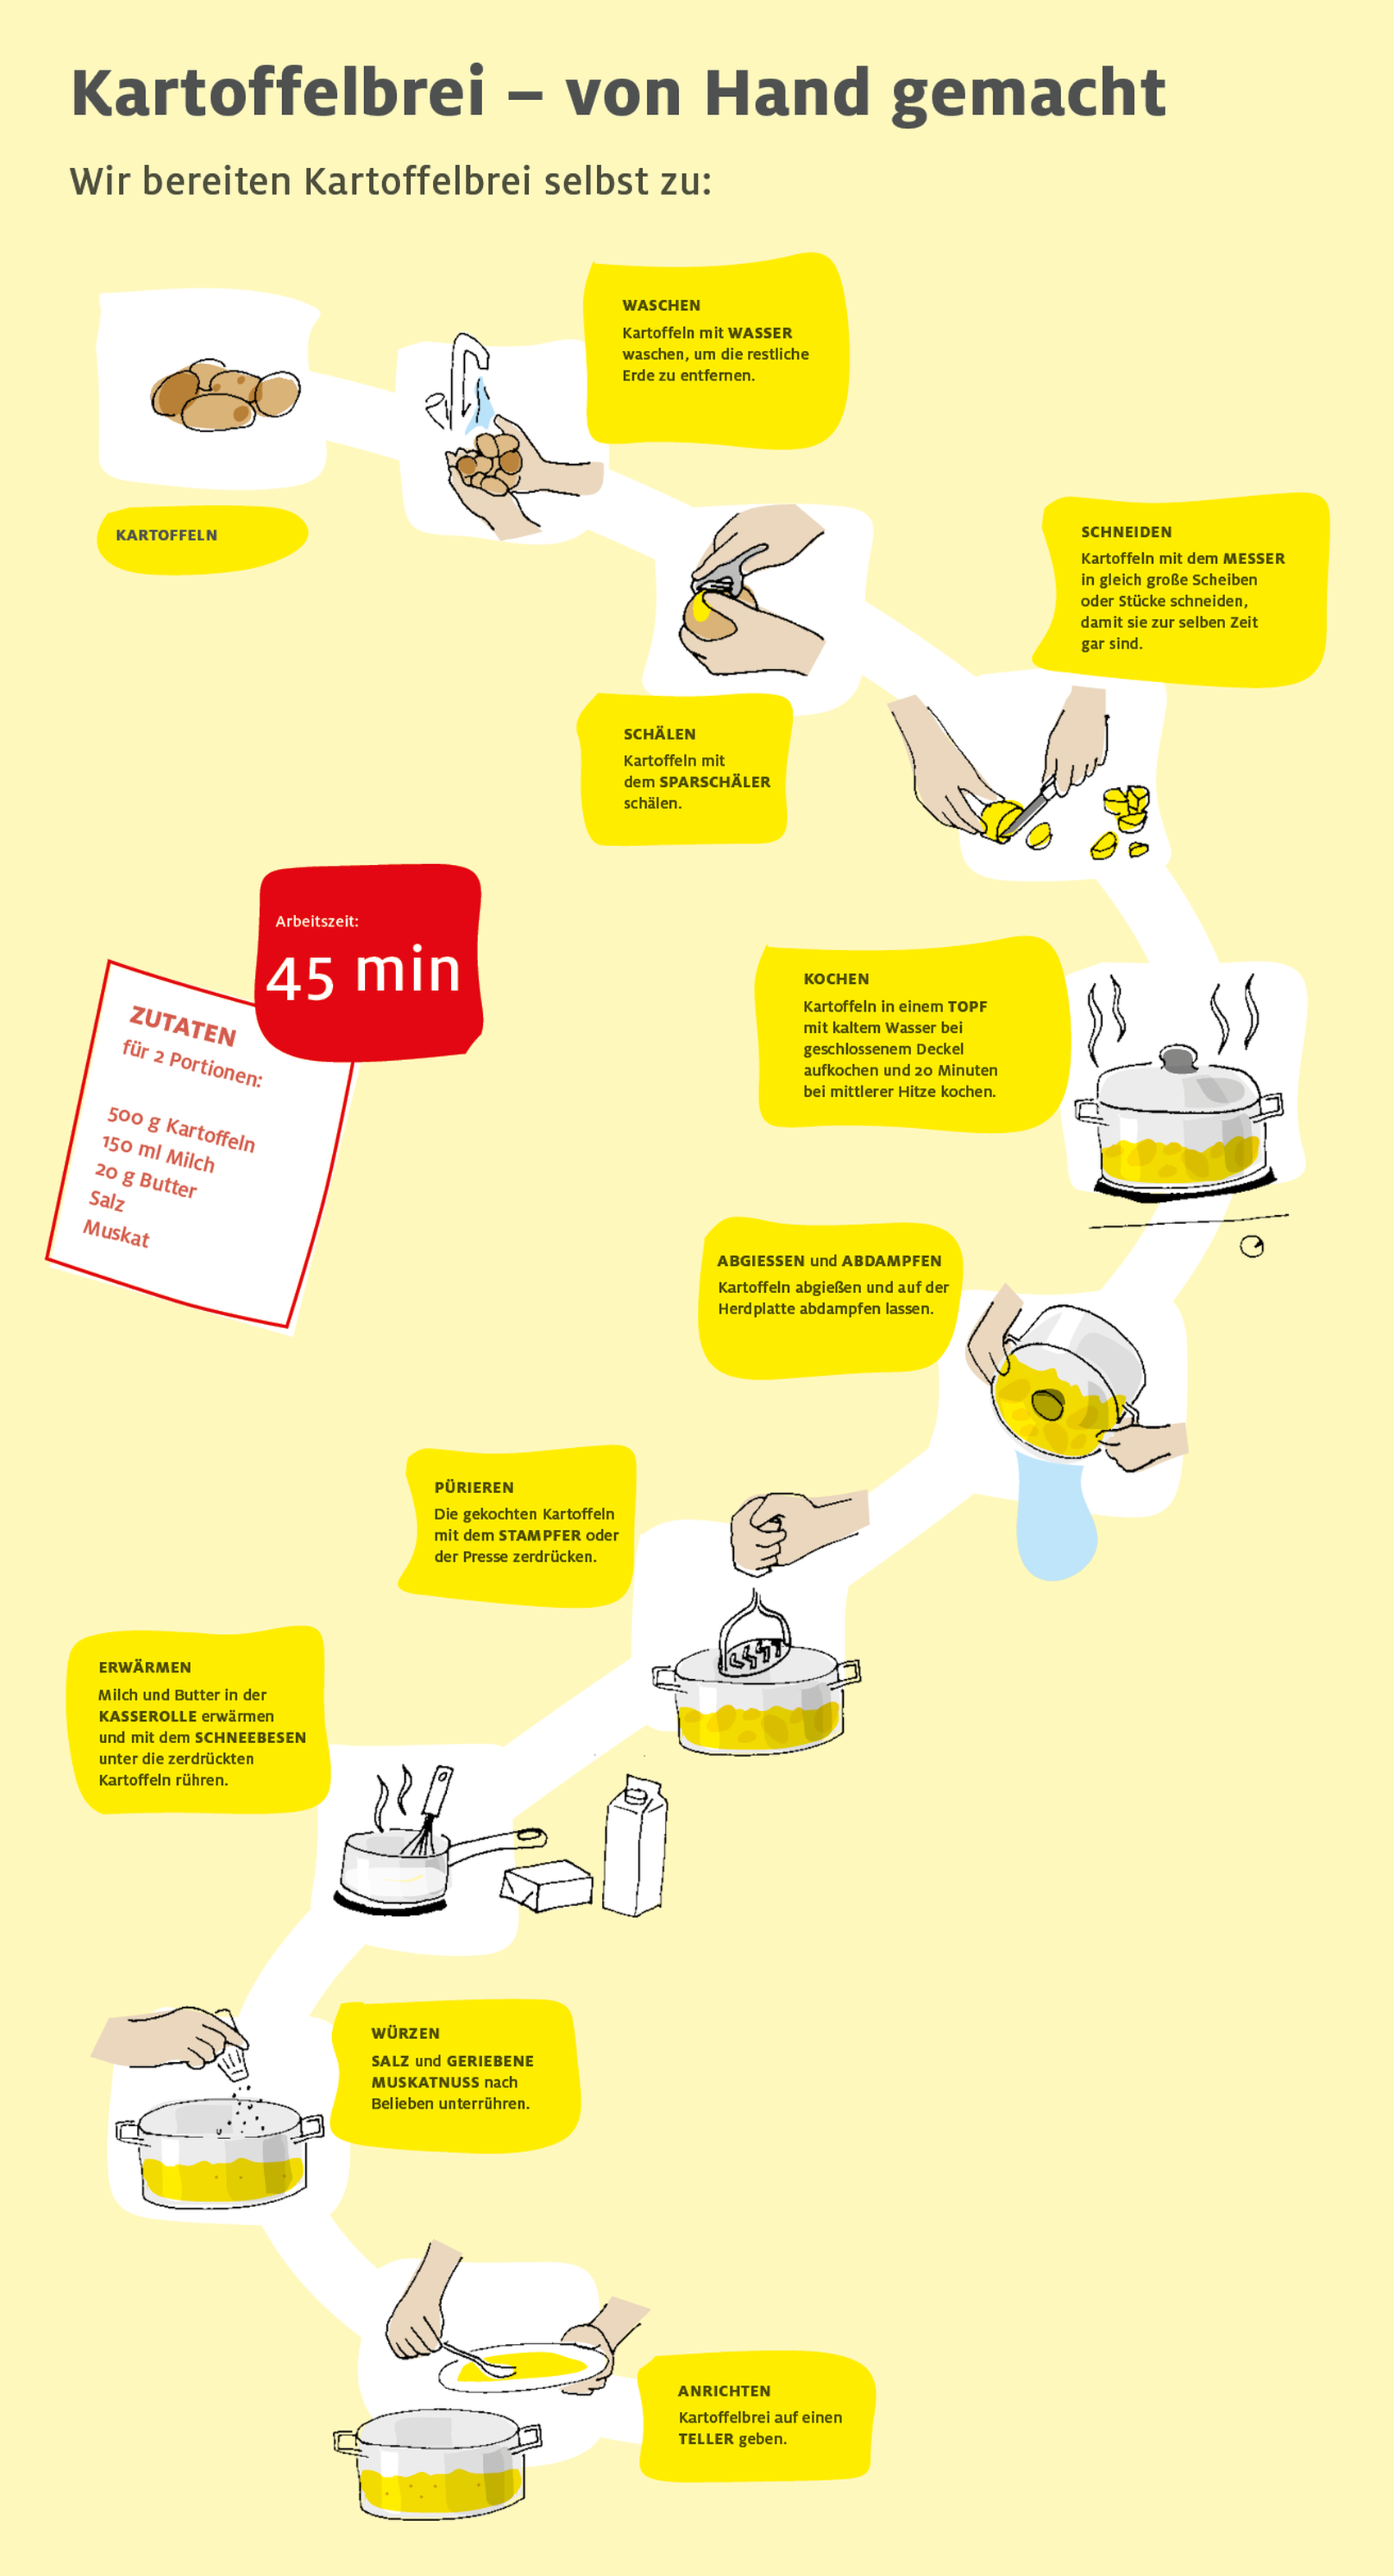 Kartoffelbrei – von Hand gemacht
Wir bereiten Kartoffelbrei selbst zu:
KARTOFFELN
WASCHEN
Kartoffeln mit WASSER
waschen, um die restliche
Erde zu entfernen.
SCHÄLEN
Kartoffeln mit
dem SPARSCHÄLER
schälen.
SCHNEIDEN
Kartoffeln mit dem MESSER
in gleich große Scheiben
oder Stücke schneiden,
damit sie zur selben Zeit
gar sind.
Arbeitszeit:
45 min
ZUTATEN
für 2 Portionen:
500 g Kartoffeln
150 ml Milch
20 g Butter
Salz
Muskat
KOCHEN
Kartoffeln in einem TOPF
mit kaltem Wasser bei
geschlossenem Deckel
aufkochen und 20 Minuten
bei mittlerer Hitze kochen.
ABGIESSEN und ABDAMPFEN
Kartoffeln abgießen und auf der
Herdplatte abdampfen lassen.
PÜRIEREN
Die gekochten Kartoffeln
mit dem STAMPFER oder
der Presse zerdrücken.
ERWÄRMEN
Milch und Butter in der
KASSEROLLE erwärmen
und mit dem SCHNEEBESEN
unter die zerdrückten
Kartoffeln rühren.
WÜRZEN
SALZ und GERIEBENE
MUSKATNUSS nach
Belieben unterrühren.
ANRICHTEN
Kartoffelbrei auf einen
TELLER geben.